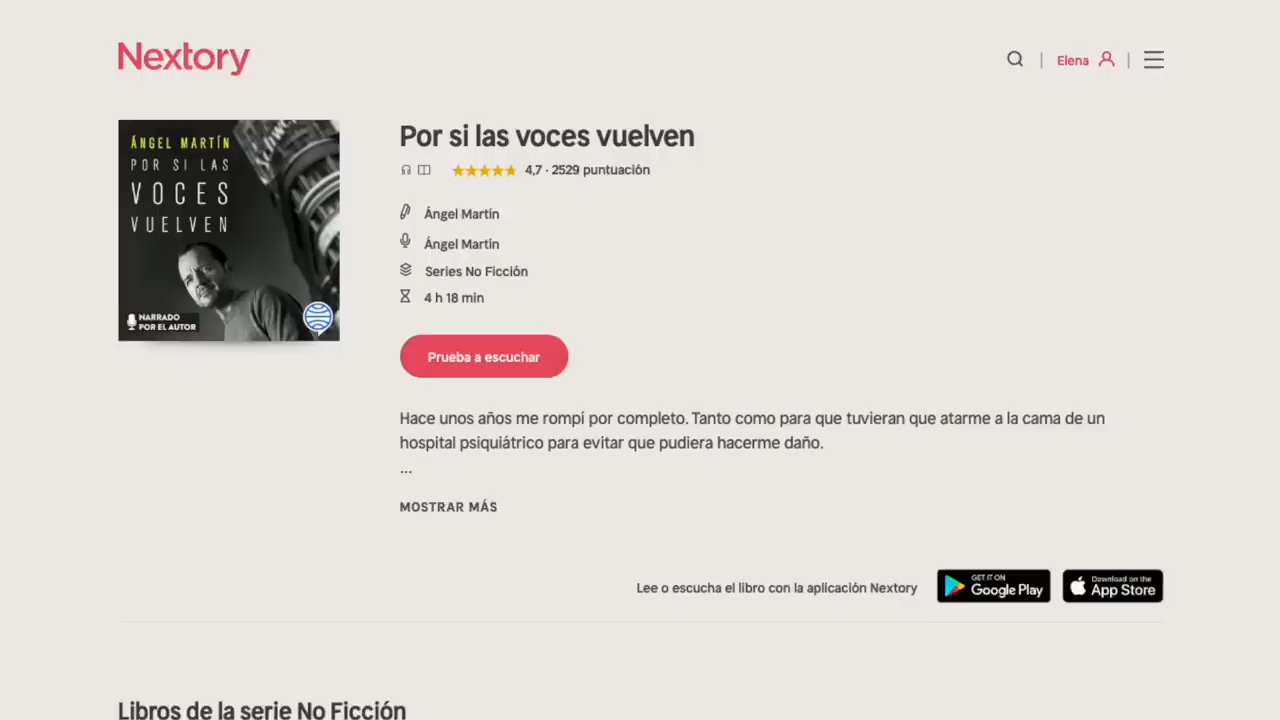 Nextory
Elena
ÁNGEL MARTÍN
POR SI LAS
VOCES
VUELVEN
NARRADO
POR EL AUTOR
Por si las voces vuelven
4,7 · 2529 puntuación
Ángel Martín
Ángel Martín
Series No Ficción
4 h 18 min
Prueba a escuchar
Hace unos años me rompí por completo. Tanto como para que tuvieran que atarme a la cama de un
hospital psiquiátrico para evitar que pudiera hacerme daño.
...
MOSTRAR MÁS
Lee o escucha el libro con la aplicación Nextory
GET IT ON
Google Play
Download on the
App Store
Libros de la serie No Ficción